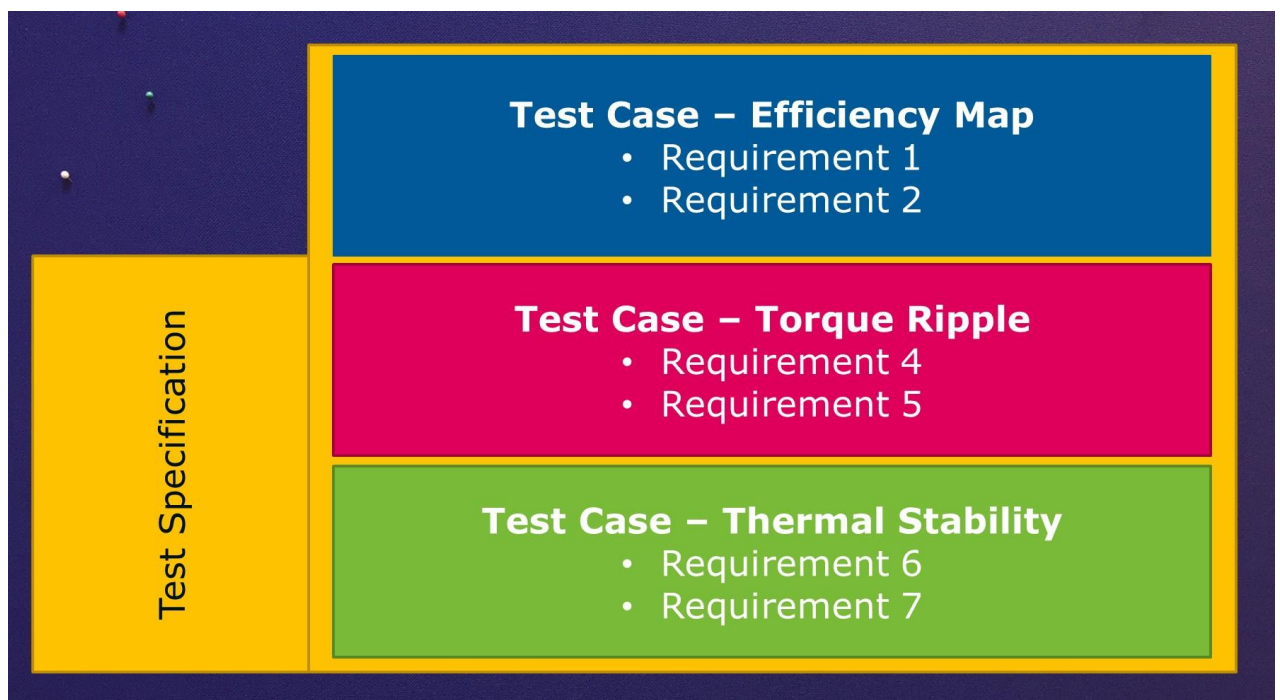 Test Specification
Test Case – Efficiency Map
• Requirement 1
• Requirement 2
Test Case – Torque Ripple
• Requirement 4
• Requirement 5
Test Case – Thermal Stability
• Requirement 6
• Requirement 7